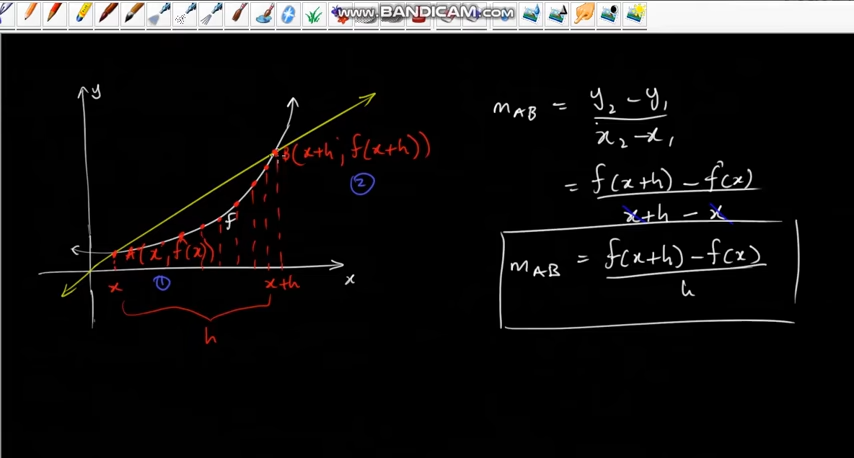 www.BANDICAM.com
y
B(x+h ; f(x+h))
②
f
A(x ; f(x))
x
①
x+h
x
h
m_AB = (y₂ − y₁)/(x₂ − x₁)
= (f(x+h) − f(x))/(x+h − x)
m_AB = (f(x+h) − f(x))/h